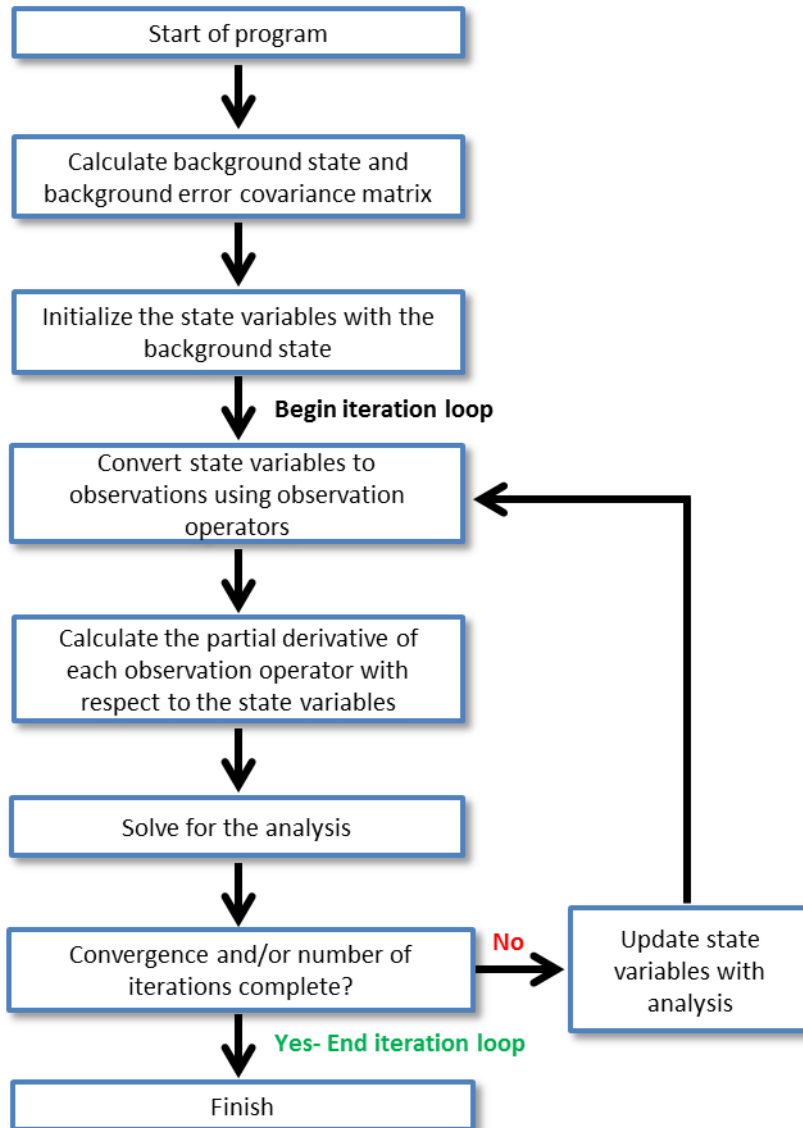 Start of program
Calculate background state and
background error covariance matrix
Initialize the state variables with the
background state
Begin iteration loop
Convert state variables to
observations using observation
operators
Calculate the partial derivative of
each observation operator with
respect to the state variables
Solve for the analysis
Convergence and/or number of
iterations complete?
No
Update state
variables with
analysis
Yes- End iteration loop
Finish